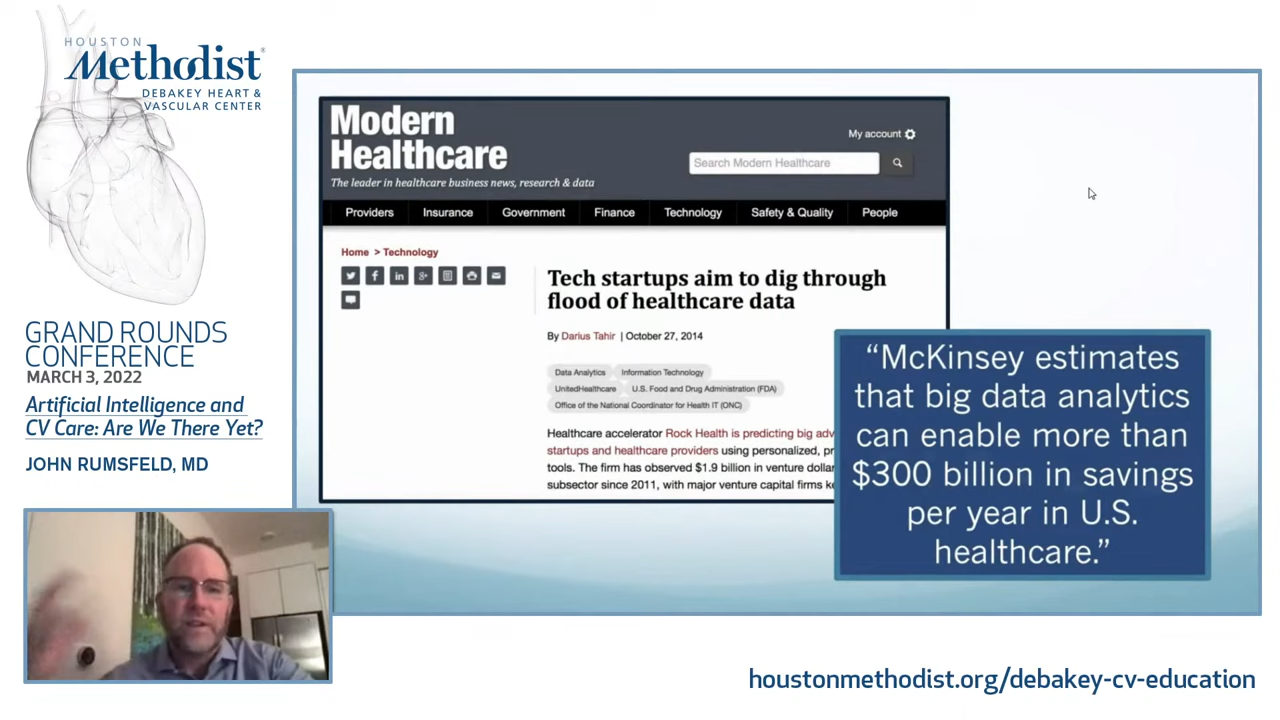 HOUSTON
Methodist®
DEBAKEY HEART &
VASCULAR CENTER
GRAND ROUNDS
CONFERENCE
MARCH 3, 2022
Artificial Intelligence and
CV Care: Are We There Yet?
JOHN RUMSFELD, MD
Modern
Healthcare
The leader in healthcare business news, research & data
My account
Search Modern Healthcare
Providers Insurance Government Finance Technology Safety & Quality People
Home > Technology
Tech startups aim to dig through
flood of healthcare data
By Darius Tahir | October 27, 2014
Data Analytics Information Technology
UnitedHealthcare U.S. Food and Drug Administration (FDA)
Office of the National Coordinator for Health IT (ONC)
Healthcare accelerator Rock Health is predicting big adv
startups and healthcare providers using personalized, pr
tools. The firm has observed $1.9 billion in venture dollar
subsector since 2011, with major venture capital firms ke
“McKinsey estimates
that big data analytics
can enable more than
$300 billion in savings
per year in U.S.
healthcare.”
houstonmethodist.org/debakey-cv-education